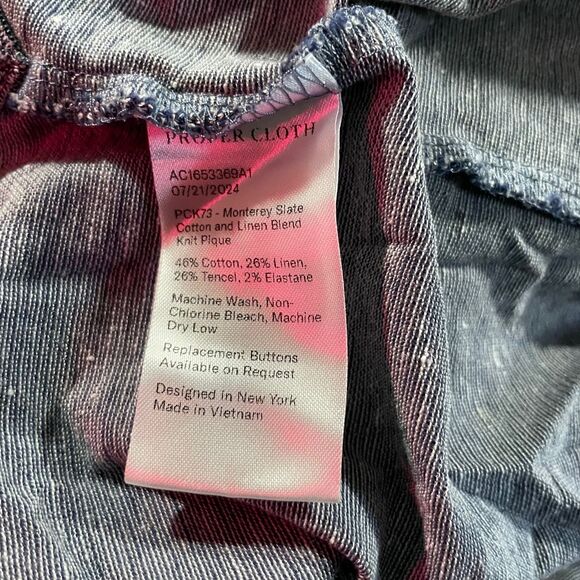 PROPER CLOTH
AC1653369A1
07/21/2024
PCK73 - Monterey Slate
Cotton and Linen Blend
Knit Pique
46% Cotton, 26% Linen,
26% Tencel, 2% Elastane
Machine Wash, Non-
Chlorine Bleach, Machine
Dry Low
Replacement Buttons
Available on Request
Designed in New York
Made in Vietnam